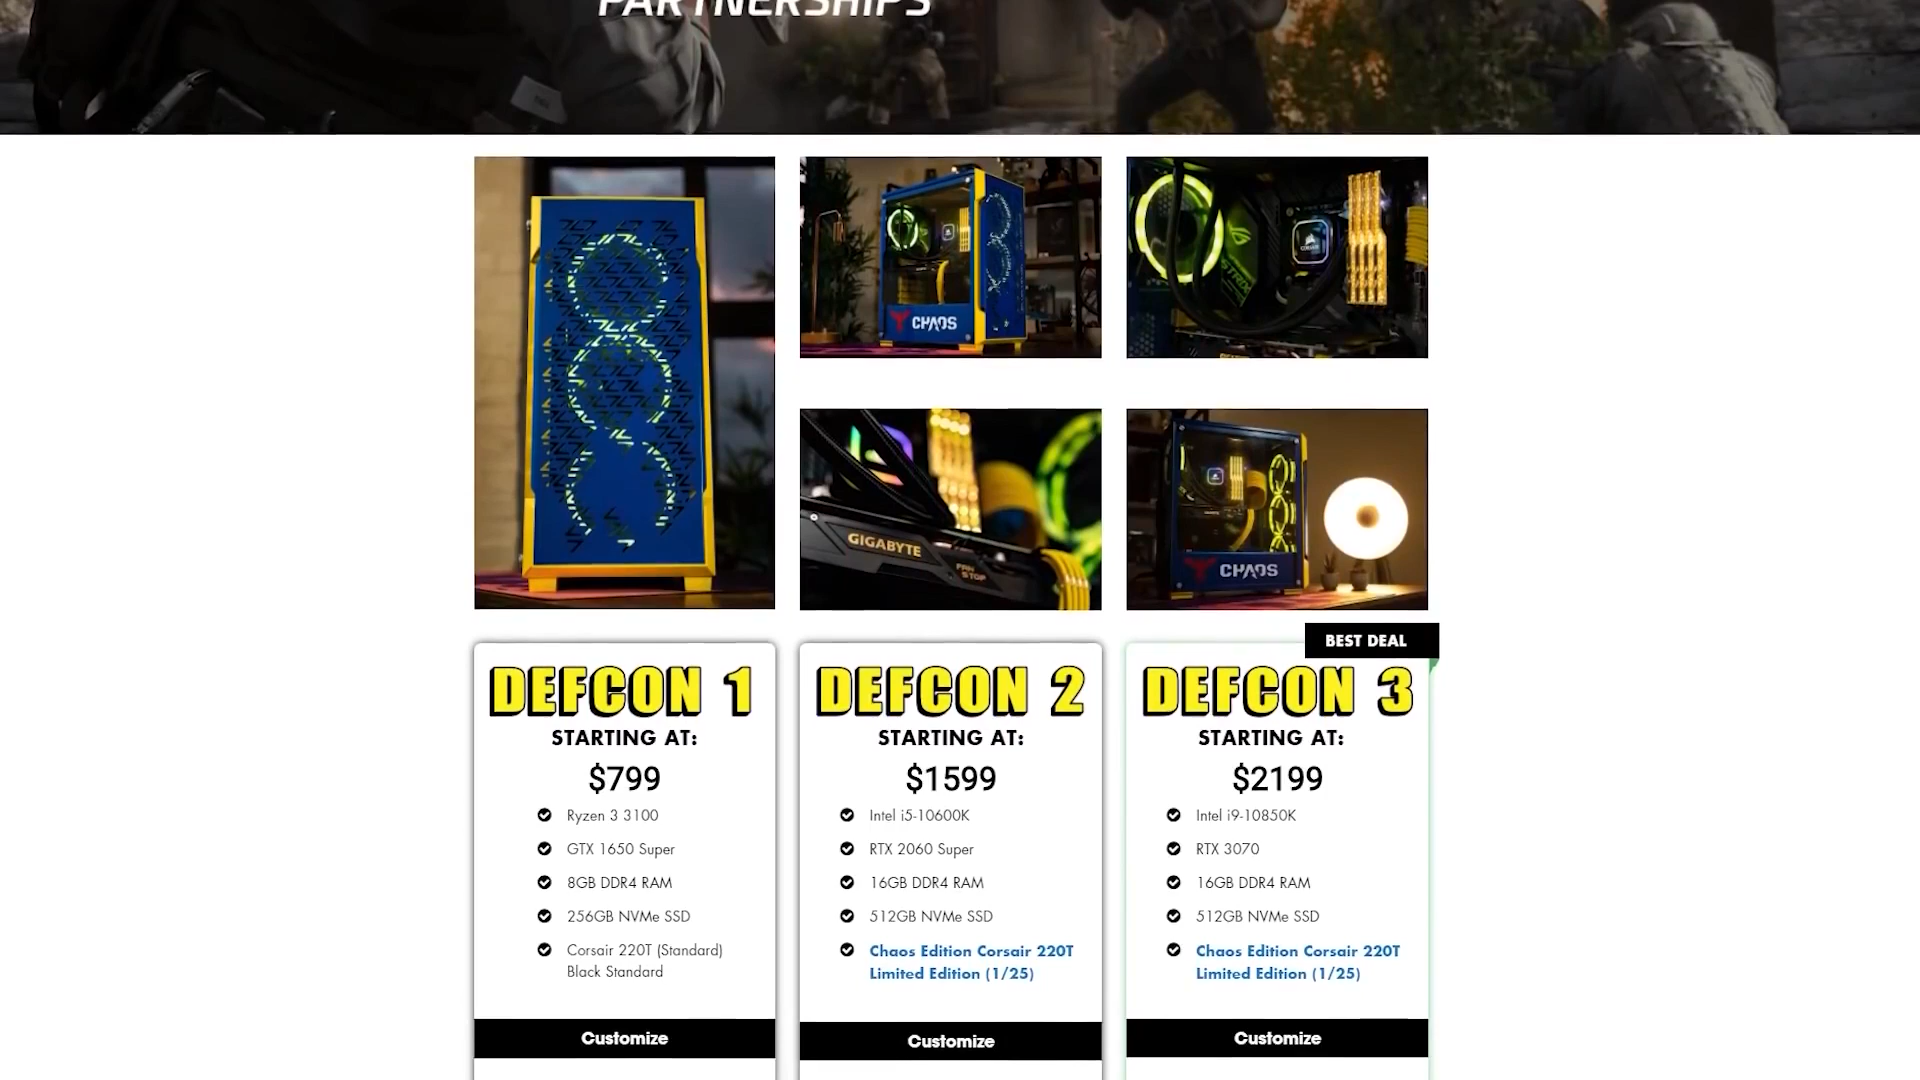 PARTNERSHIPS
CHAOS
STRIX
CORSAIR
GIGABYTE
FAN
STOP
CHAOS
BEST DEAL
DEFCON 1
STARTING AT:
$799
Ryzen 3 3100
GTX 1650 Super
8GB DDR4 RAM
256GB NVMe SSD
Corsair 220T (Standard)
Black Standard
Customize
DEFCON 2
STARTING AT:
$1599
Intel i5-10600K
RTX 2060 Super
16GB DDR4 RAM
512GB NVMe SSD
Chaos Edition Corsair 220T
Limited Edition (1/25)
Customize
DEFCON 3
STARTING AT:
$2199
Intel i9-10850K
RTX 3070
16GB DDR4 RAM
512GB NVMe SSD
Chaos Edition Corsair 220T
Limited Edition (1/25)
Customize